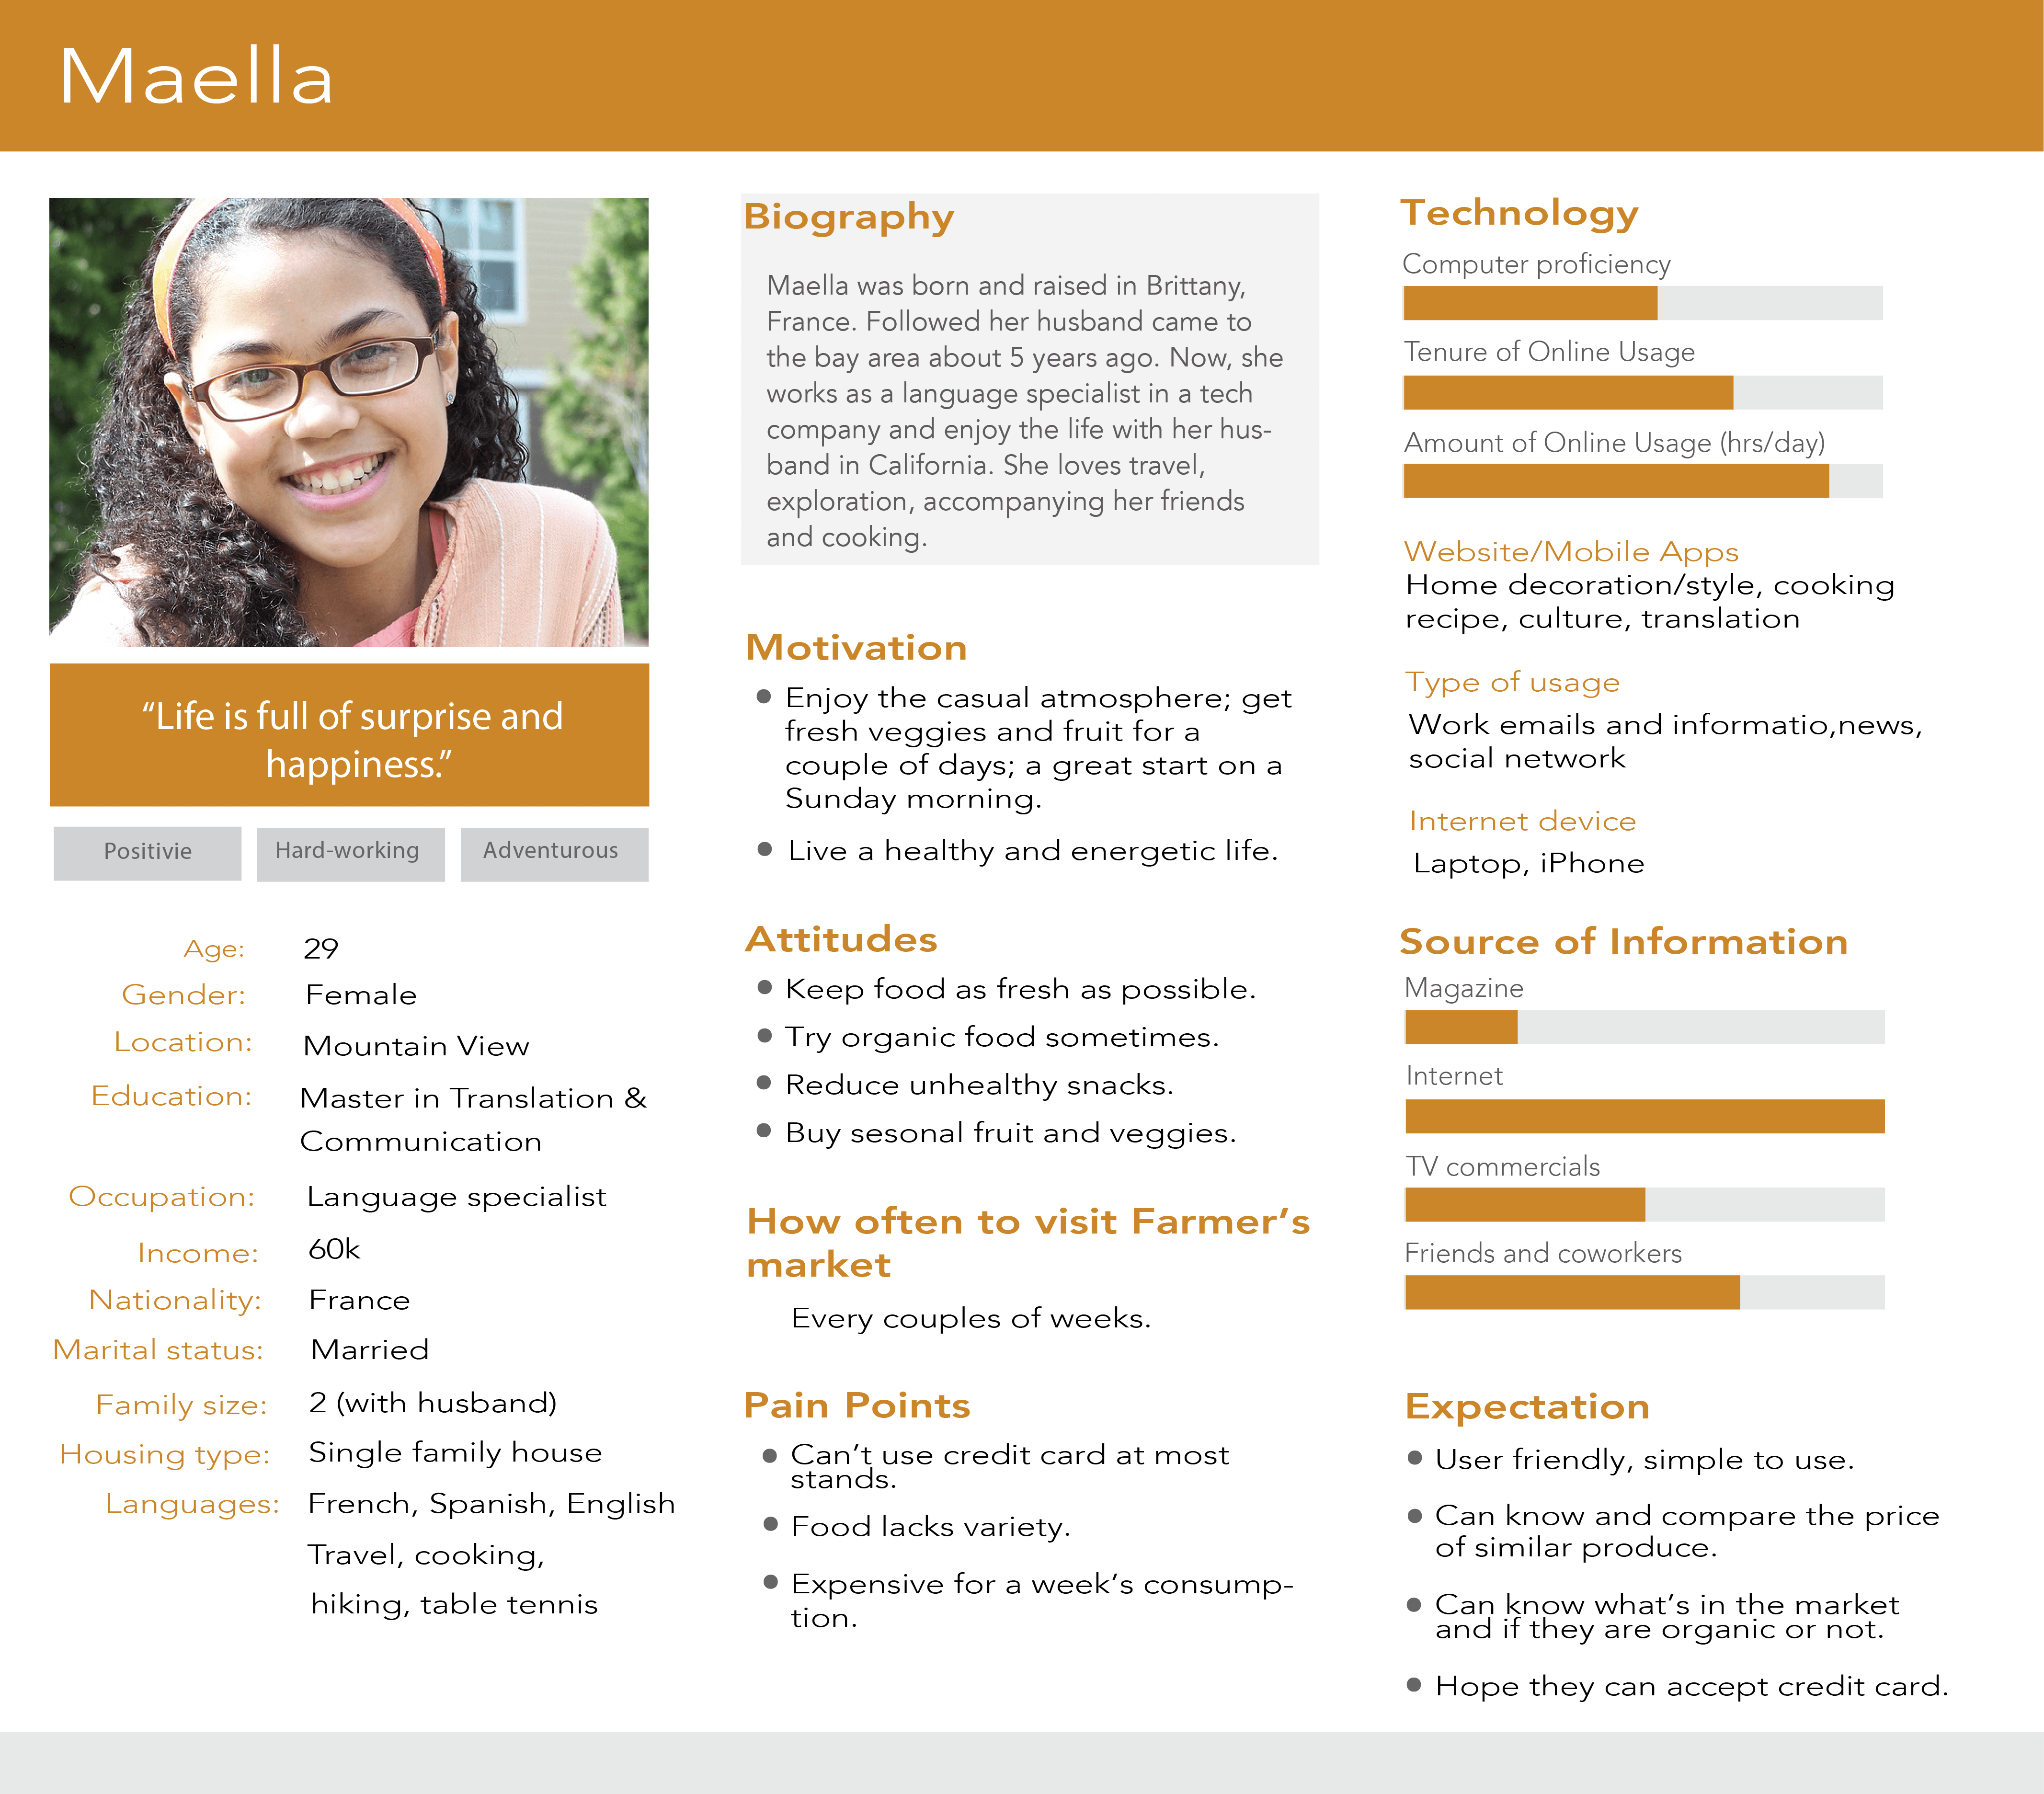 Maella
“Life is full of surprise and
happiness.”
Positivie
Hard-working
Adventurous
Age: 29
Gender: Female
Location: Mountain View
Education: Master in Translation &
Communication
Occupation: Language specialist
Income: 60k
Nationality: France
Marital status: Married
Family size: 2 (with husband)
Housing type: Single family house
Languages: French, Spanish, English
Travel, cooking,
hiking, table tennis
Biography
Maella was born and raised in Brittany,
France. Followed her husband came to
the bay area about 5 years ago. Now, she
works as a language specialist in a tech
company and enjoy the life with her hus-
band in California. She loves travel,
exploration, accompanying her friends
and cooking.
Motivation
Enjoy the casual atmosphere; get
fresh veggies and fruit for a
couple of days; a great start on a
Sunday morning.
Live a healthy and energetic life.
Attitudes
Keep food as fresh as possible.
Try organic food sometimes.
Reduce unhealthy snacks.
Buy sesonal fruit and veggies.
How often to visit Farmer’s
market
Every couples of weeks.
Pain Points
Can’t use credit card at most
stands.
Food lacks variety.
Expensive for a week’s consump-
tion.
Technology
Computer proficiency
Tenure of Online Usage
Amount of Online Usage (hrs/day)
Website/Mobile Apps
Home decoration/style, cooking
recipe, culture, translation
Type of usage
Work emails and informatio,news,
social network
Internet device
Laptop, iPhone
Source of Information
Magazine
Internet
TV commercials
Friends and coworkers
Expectation
User friendly, simple to use.
Can know and compare the price
of similar produce.
Can know what’s in the market
and if they are organic or not.
Hope they can accept credit card.